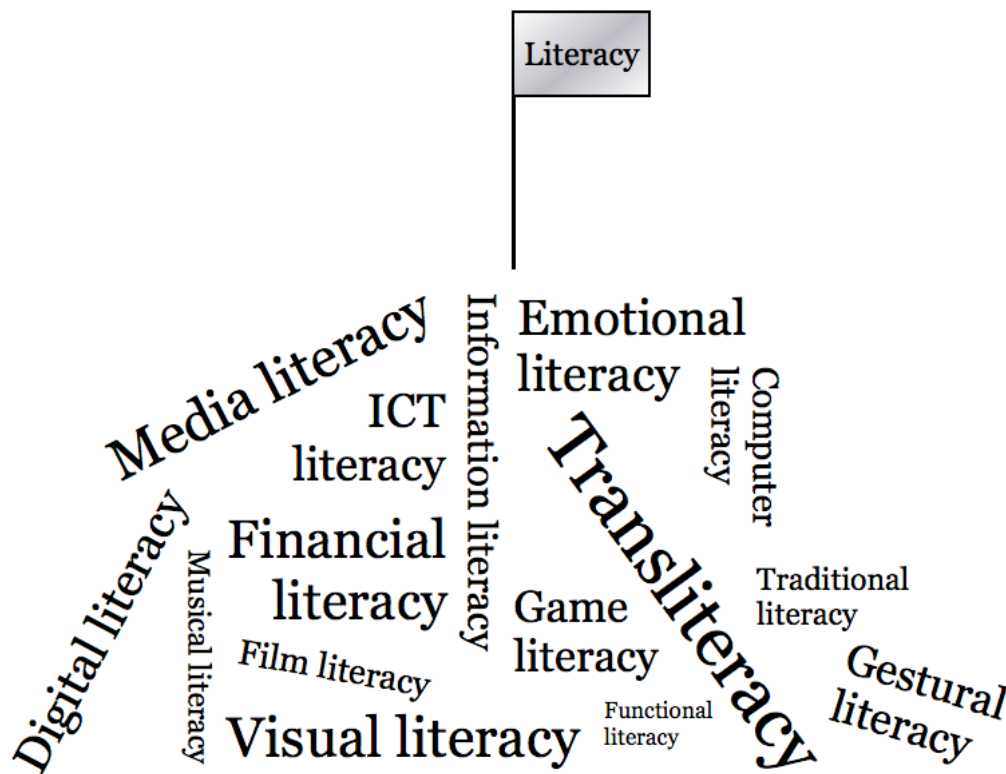 Literacy
Media literacy
Information literacy
Emotional
literacy
ICT
literacy
Computer
literacy
Transliteracy
Digital literacy
Musical literacy
Financial
literacy
Game
literacy
Traditional
literacy
Film literacy
Gestural
literacy
Visual literacy
Functional
literacy